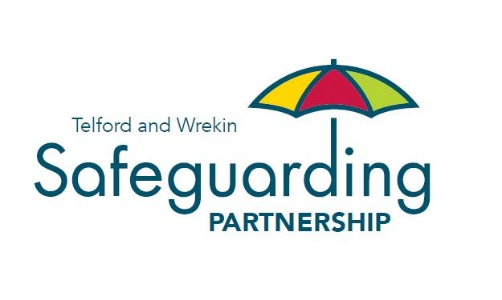 Telford and Wrekin
Safeguarding
PARTNERSHIP